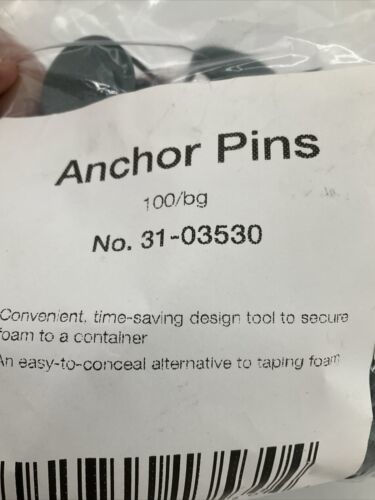 Anchor Pins
100/bg
No. 31-03530
Convenient, time-saving design tool to secure
foam to a container
An easy-to-conceal alternative to taping foam